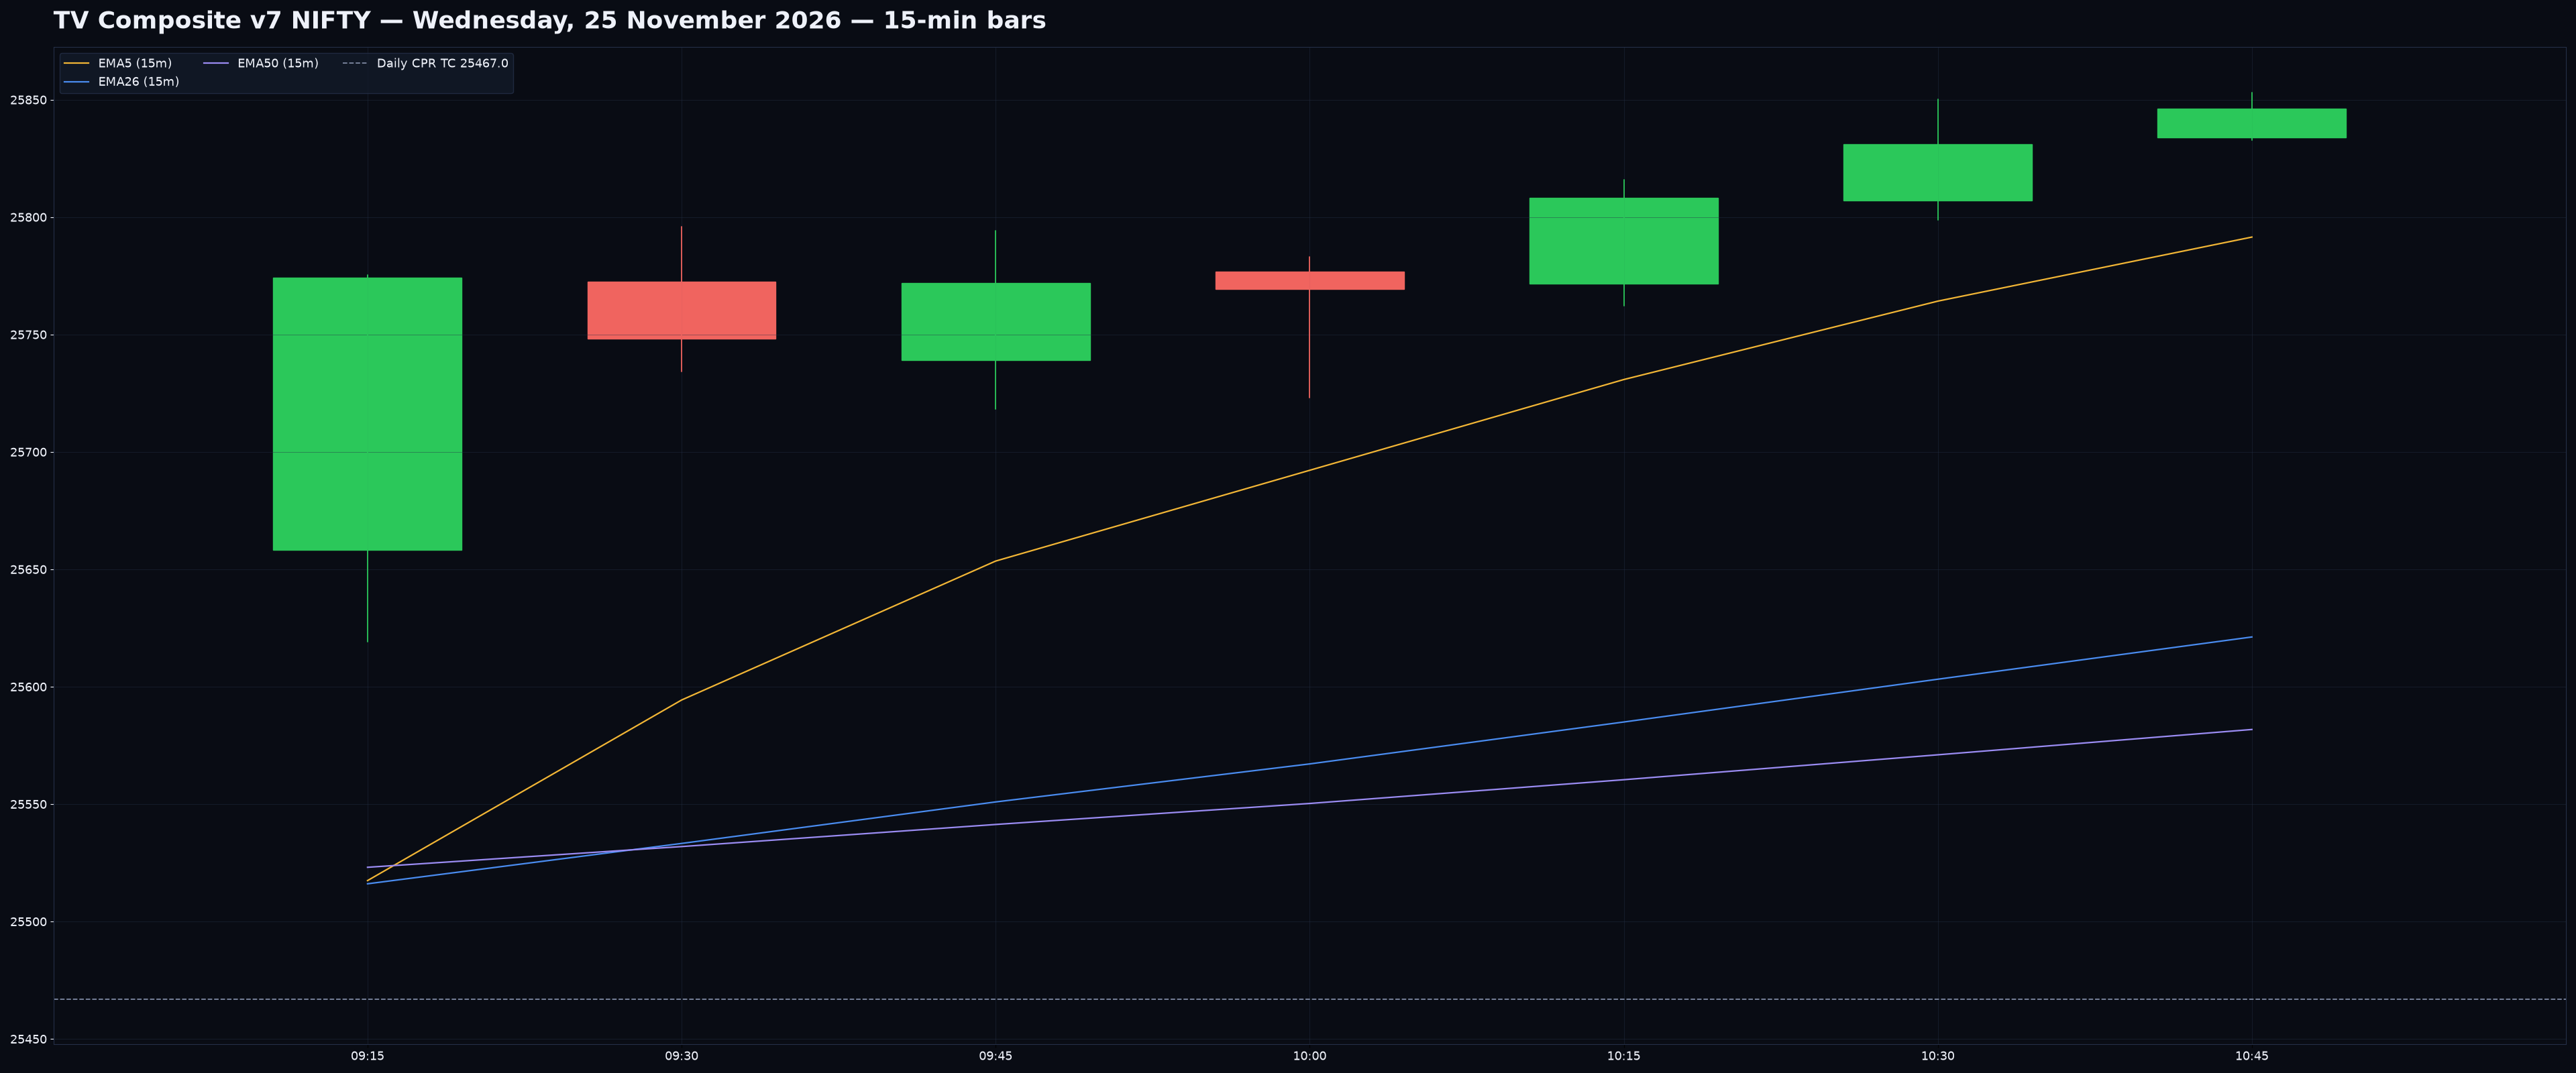 TV Composite v7 NIFTY — Wednesday, 25 November 2026 — 15-min bars
EMA5 (15m) EMA50 (15m) Daily CPR TC 25467.0
EMA26 (15m)
25850
25800
25750
25700
25650
25600
25550
25500
25450
09:15 09:30 09:45 10:00 10:15 10:30 10:45